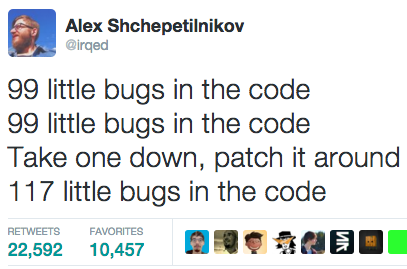 Alex Shchepetilnikov
@irqed
99 little bugs in the code
99 little bugs in the code
Take one down, patch it around
117 little bugs in the code
RETWEETS FAVORITES
22,592 10,457